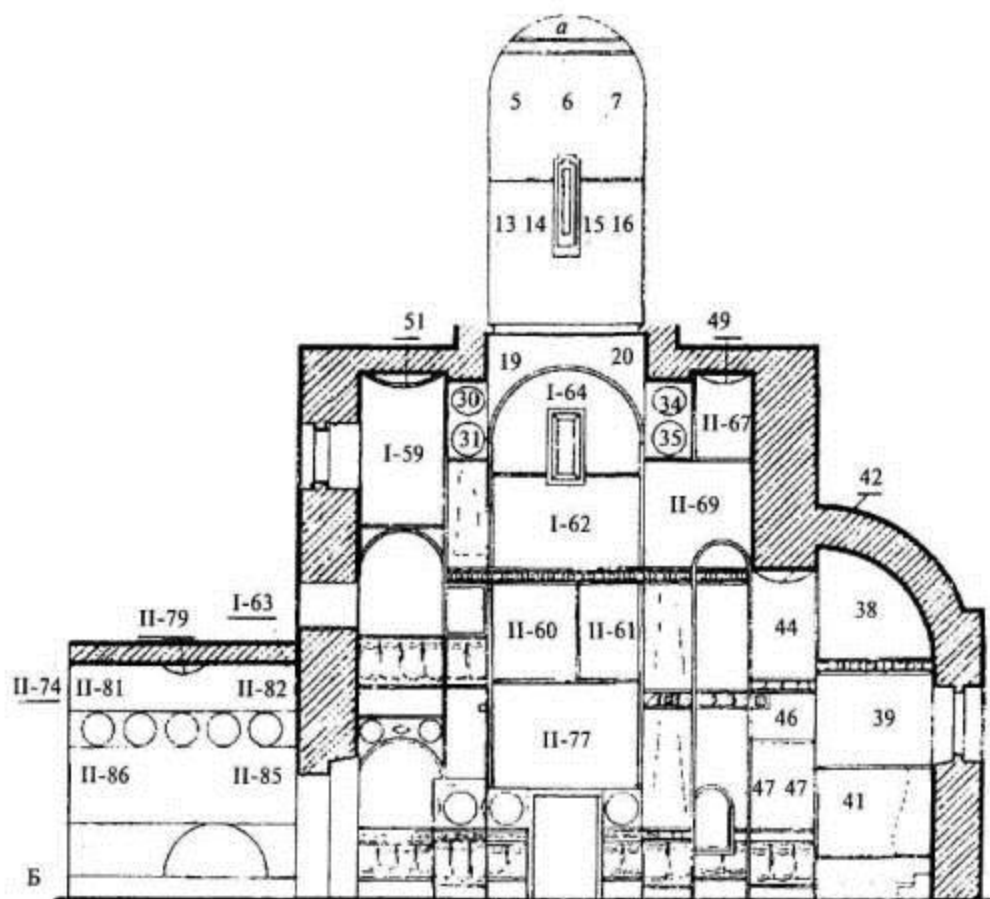 а
5 6 7
13 14 15 16
51 49
19 20
30 I-64 34
31 35 II-67
I-59
42
II-69
I-62
I-63
II-79
II-60 II-61 44 38
II-74 II-81 II-82
46 39
II-77
II-86 II-85
47 47 41
Б